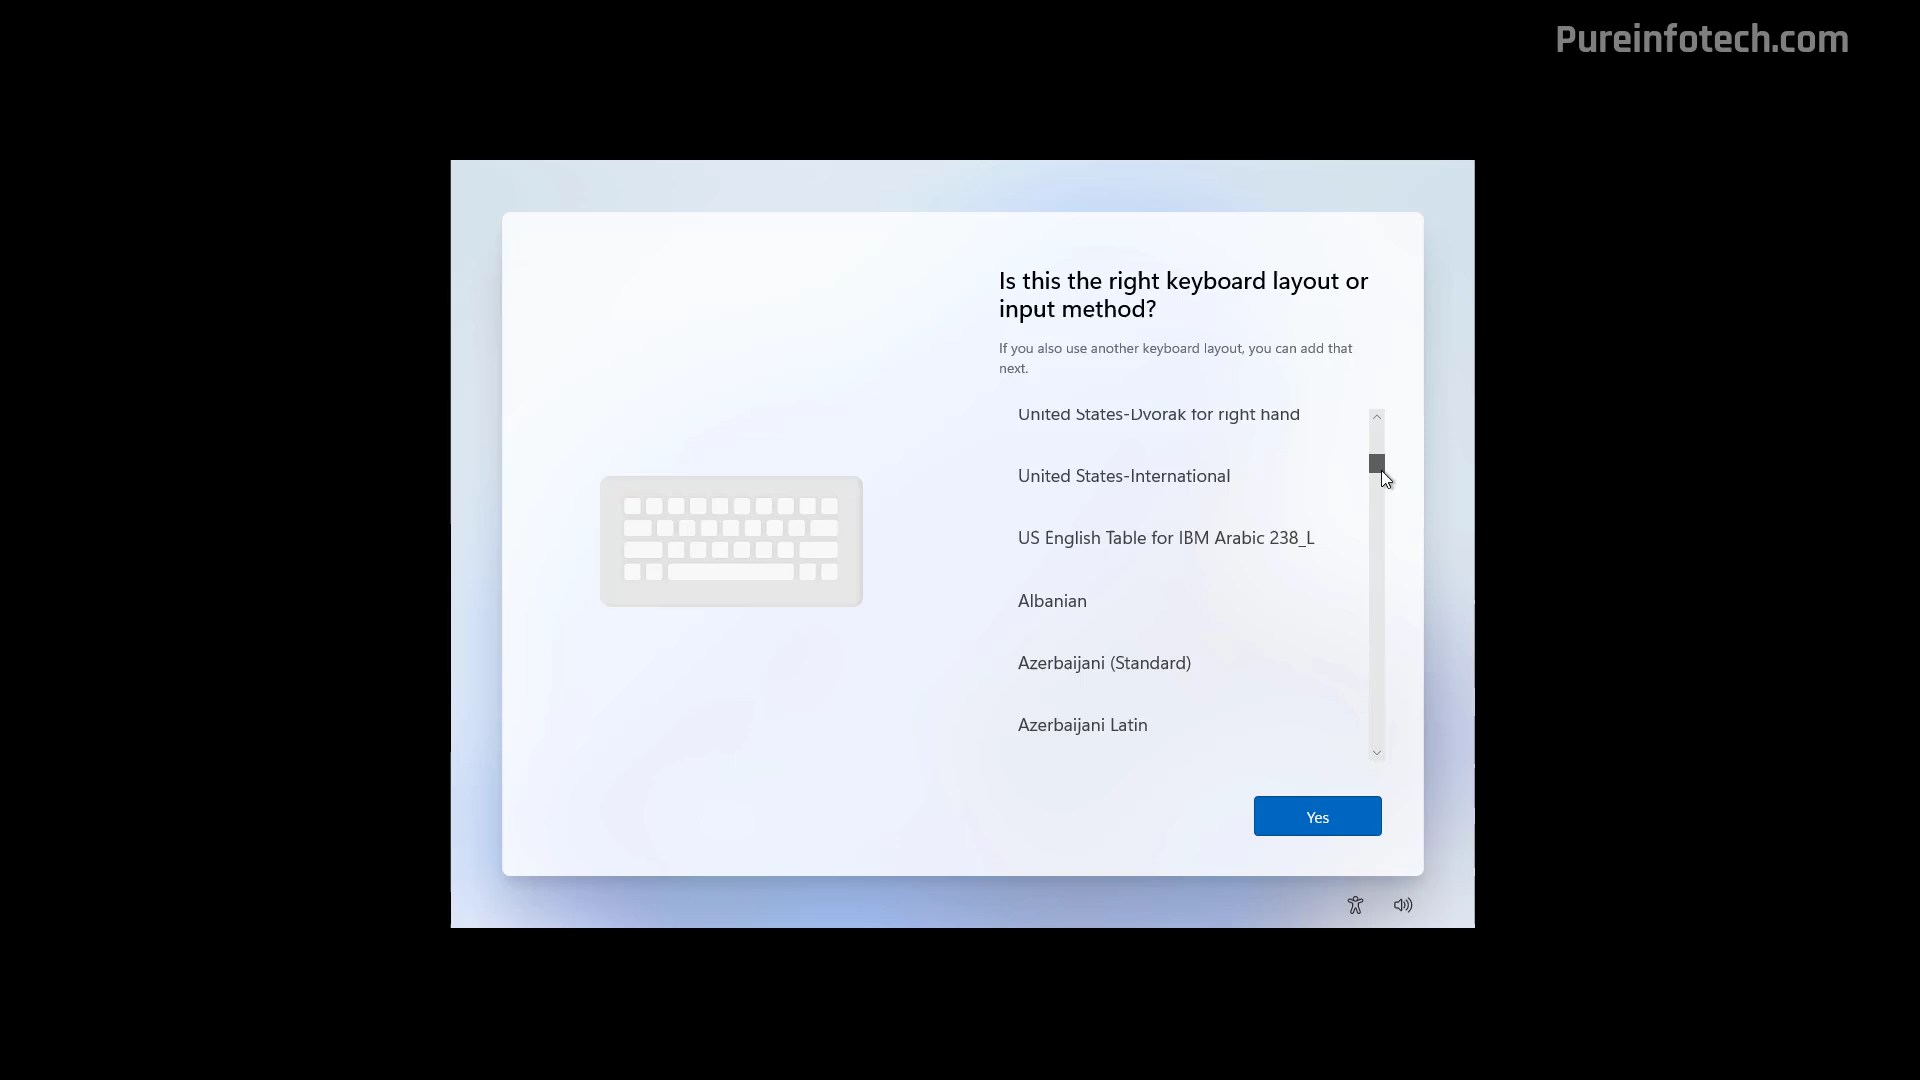 Pureinfotech.com
Is this the right keyboard layout or
input method?
If you also use another keyboard layout, you can add that
next.
United States-Dvorak for right hand
United States-International
US English Table for IBM Arabic 238_L
Albanian
Azerbaijani (Standard)
Azerbaijani Latin
Yes